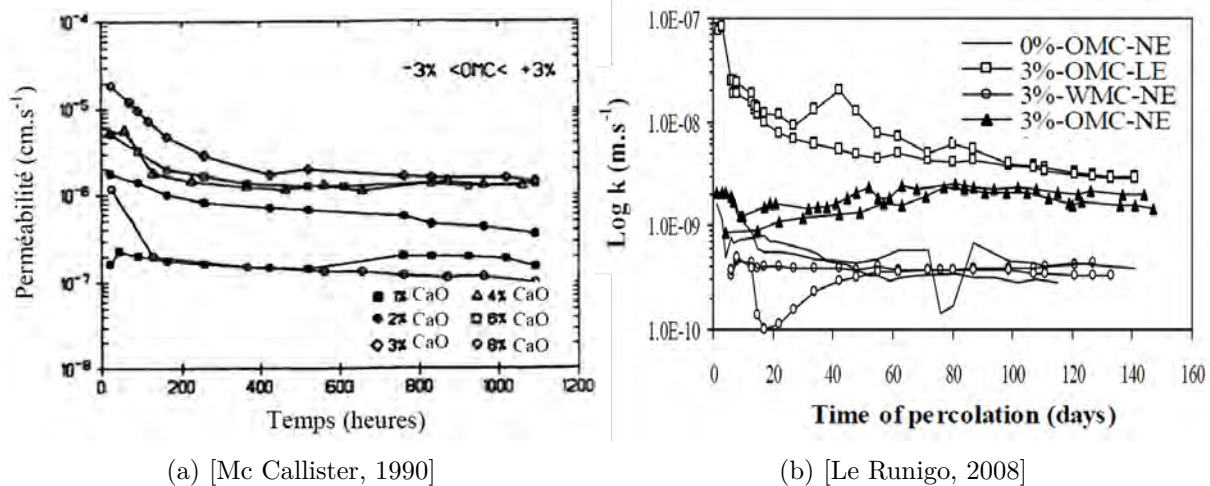 10⁻⁴
10⁻⁵
10⁻⁶
10⁻⁷
10⁻⁸
Perméabilité (cm.s⁻¹)
-3% <OMC< +3%
1% CaO
2% CaO
3% CaO
4% CaO
6% CaO
8% CaO
0 200 400 600 800 1000 1200
Temps (heures)
(a) [Mc Callister, 1990]
1.0E-07
1.0E-08
1.0E-09
1.0E-10
Log k (m.s⁻¹)
0%-OMC-NE
3%-OMC-LE
3%-WMC-NE
3%-OMC-NE
0 20 40 60 80 100 120 140 160
Time of percolation (days)
(b) [Le Runigo, 2008]